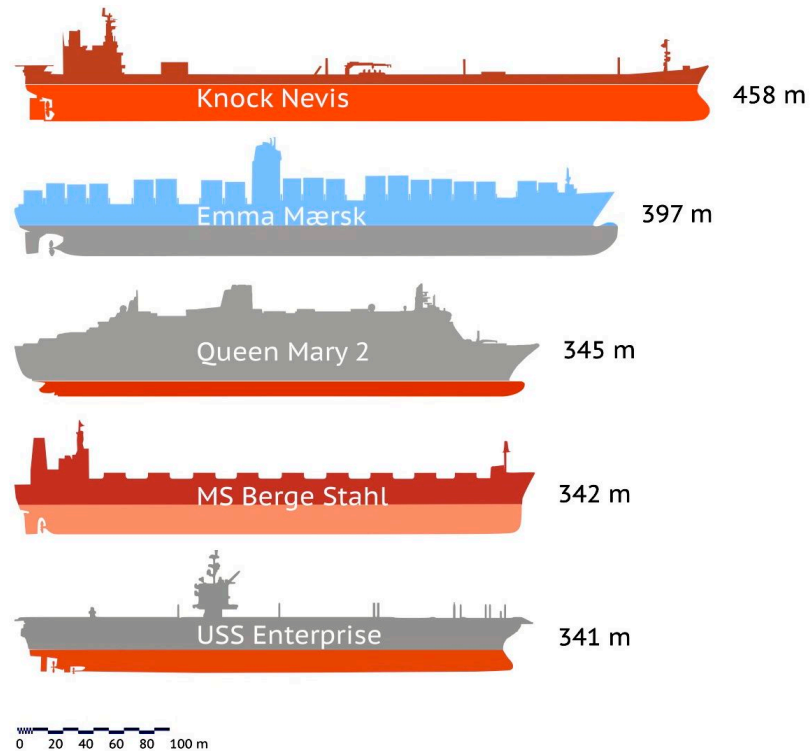 Knock Nevis
458 m
Emma Mærsk
397 m
Queen Mary 2
345 m
MS Berge Stahl
342 m
USS Enterprise
341 m
0 20 40 60 80 100 m